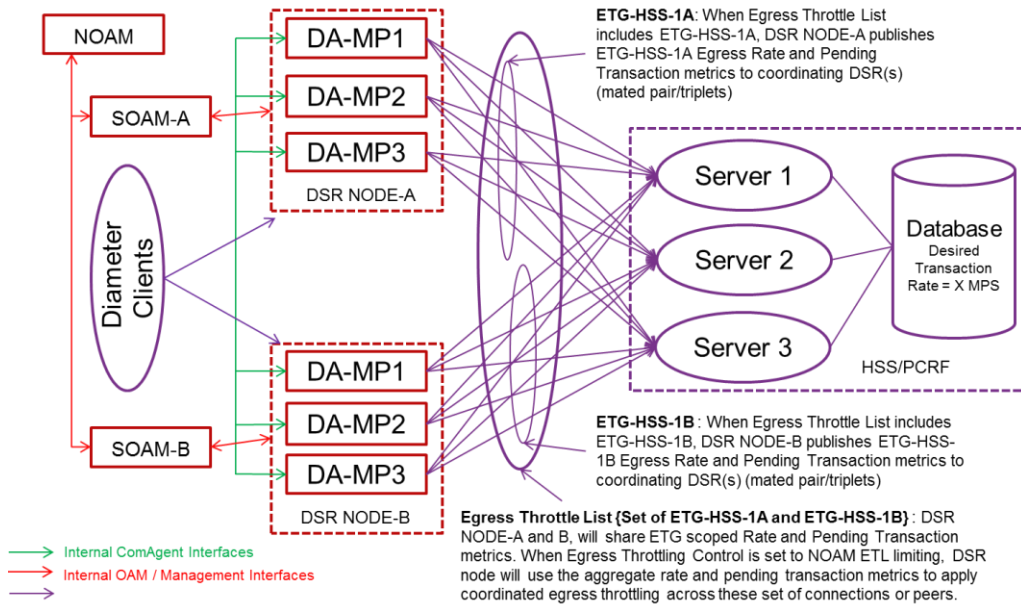 NOAM
SOAM-A
Diameter
Clients
SOAM-B
DA-MP1
DA-MP2
DA-MP3
DSR NODE-A
DA-MP1
DA-MP2
DA-MP3
DSR NODE-B
ETG-HSS-1A: When Egress Throttle List
includes ETG-HSS-1A, DSR NODE-A publishes
ETG-HSS-1A Egress Rate and Pending
Transaction metrics to coordinating DSR(s)
(mated pair/triplets)
Server 1
Server 2
Server 3
Database
Desired
Transaction
Rate = X MPS
HSS/PCRF
ETG-HSS-1B : When Egress Throttle List includes
ETG-HSS-1B, DSR NODE-B publishes ETG-HSS-
1B Egress Rate and Pending Transaction metrics to
coordinating DSR(s) (mated pair/triplets)
Egress Throttle List {Set of ETG-HSS-1A and ETG-HSS-1B} : DSR
NODE-A and B, will share ETG scoped Rate and Pending Transaction
metrics. When Egress Throttling Control is set to NOAM ETL limiting, DSR
node will use the aggregate rate and pending transaction metrics to apply
coordinated egress throttling across these set of connections or peers.
Internal ComAgent Interfaces
Internal OAM / Management Interfaces